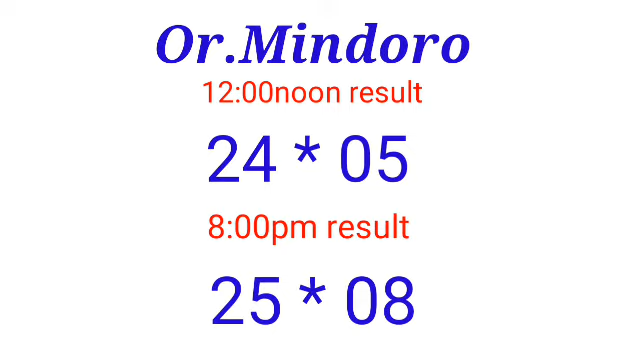 Or.Mindoro
12:00noon result
24 * 05
8:00pm result
25 * 08